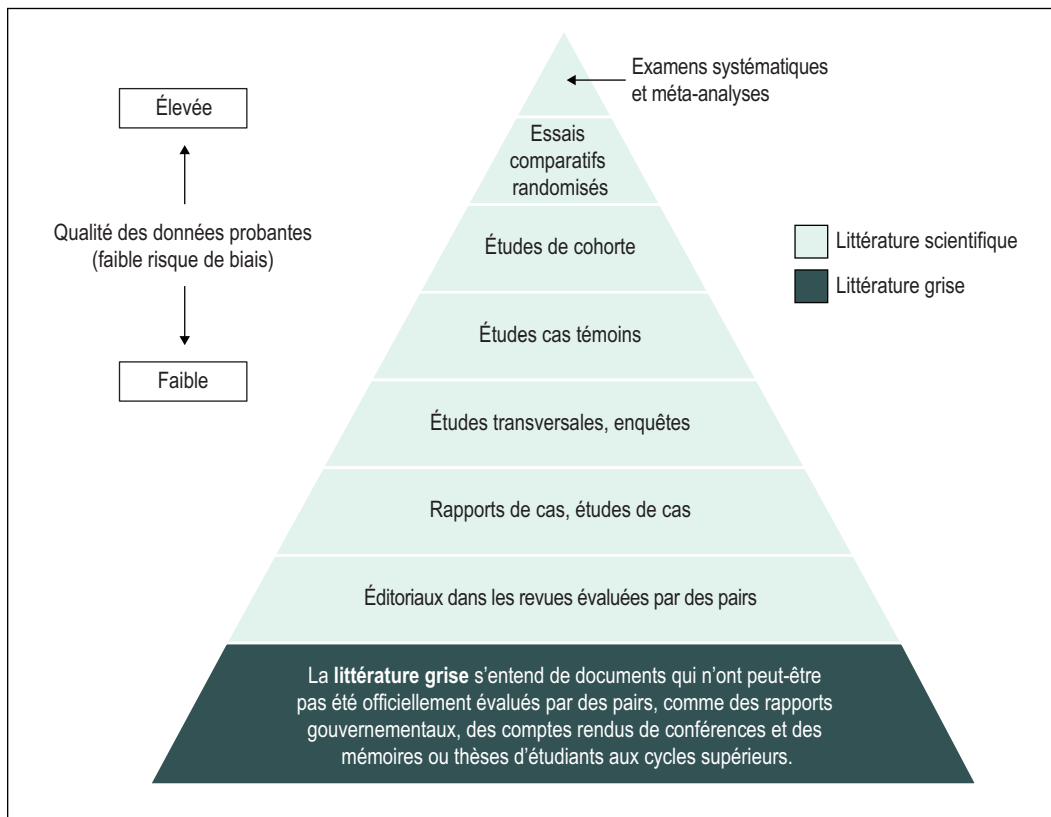 Élevée
Qualité des données probantes
(faible risque de biais)
Faible
Examens systématiques
et méta-analyses
Essais
comparatifs
randomisés
Études de cohorte
Études cas témoins
Études transversales, enquêtes
Rapports de cas, études de cas
Éditoriaux dans les revues évaluées par des pairs
La littérature grise s’entend de documents qui n’ont peut-être
pas été officiellement évalués par des pairs, comme des rapports
gouvernementaux, des comptes rendus de conférences et des
mémoires ou thèses d’étudiants aux cycles supérieurs.
Littérature scientifique
Littérature grise